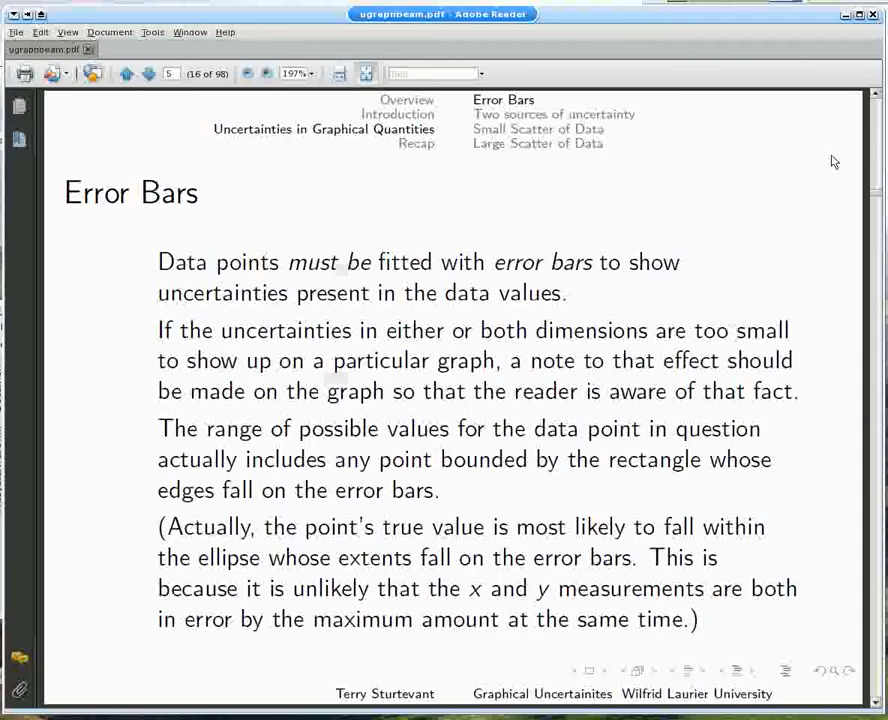 ugraphbeam.pdf - Adobe Reader
File Edit View Document Tools Window Help
ugraphbeam.pdf
5 (16 of 98) 197%
Overview
Introduction
Uncertainties in Graphical Quantities
Recap
Error Bars
Two sources of uncertainty
Small Scatter of Data
Large Scatter of Data
Error Bars
Data points must be fitted with error bars to show
uncertainties present in the data values.
If the uncertainties in either or both dimensions are too small
to show up on a particular graph, a note to that effect should
be made on the graph so that the reader is aware of that fact.
The range of possible values for the data point in question
actually includes any point bounded by the rectangle whose
edges fall on the error bars.
(Actually, the point's true value is most likely to fall within
the ellipse whose extents fall on the error bars. This is
because it is unlikely that the x and y measurements are both
in error by the maximum amount at the same time.)
Terry Sturtevant Graphical Uncertainites Wilfrid Laurier University